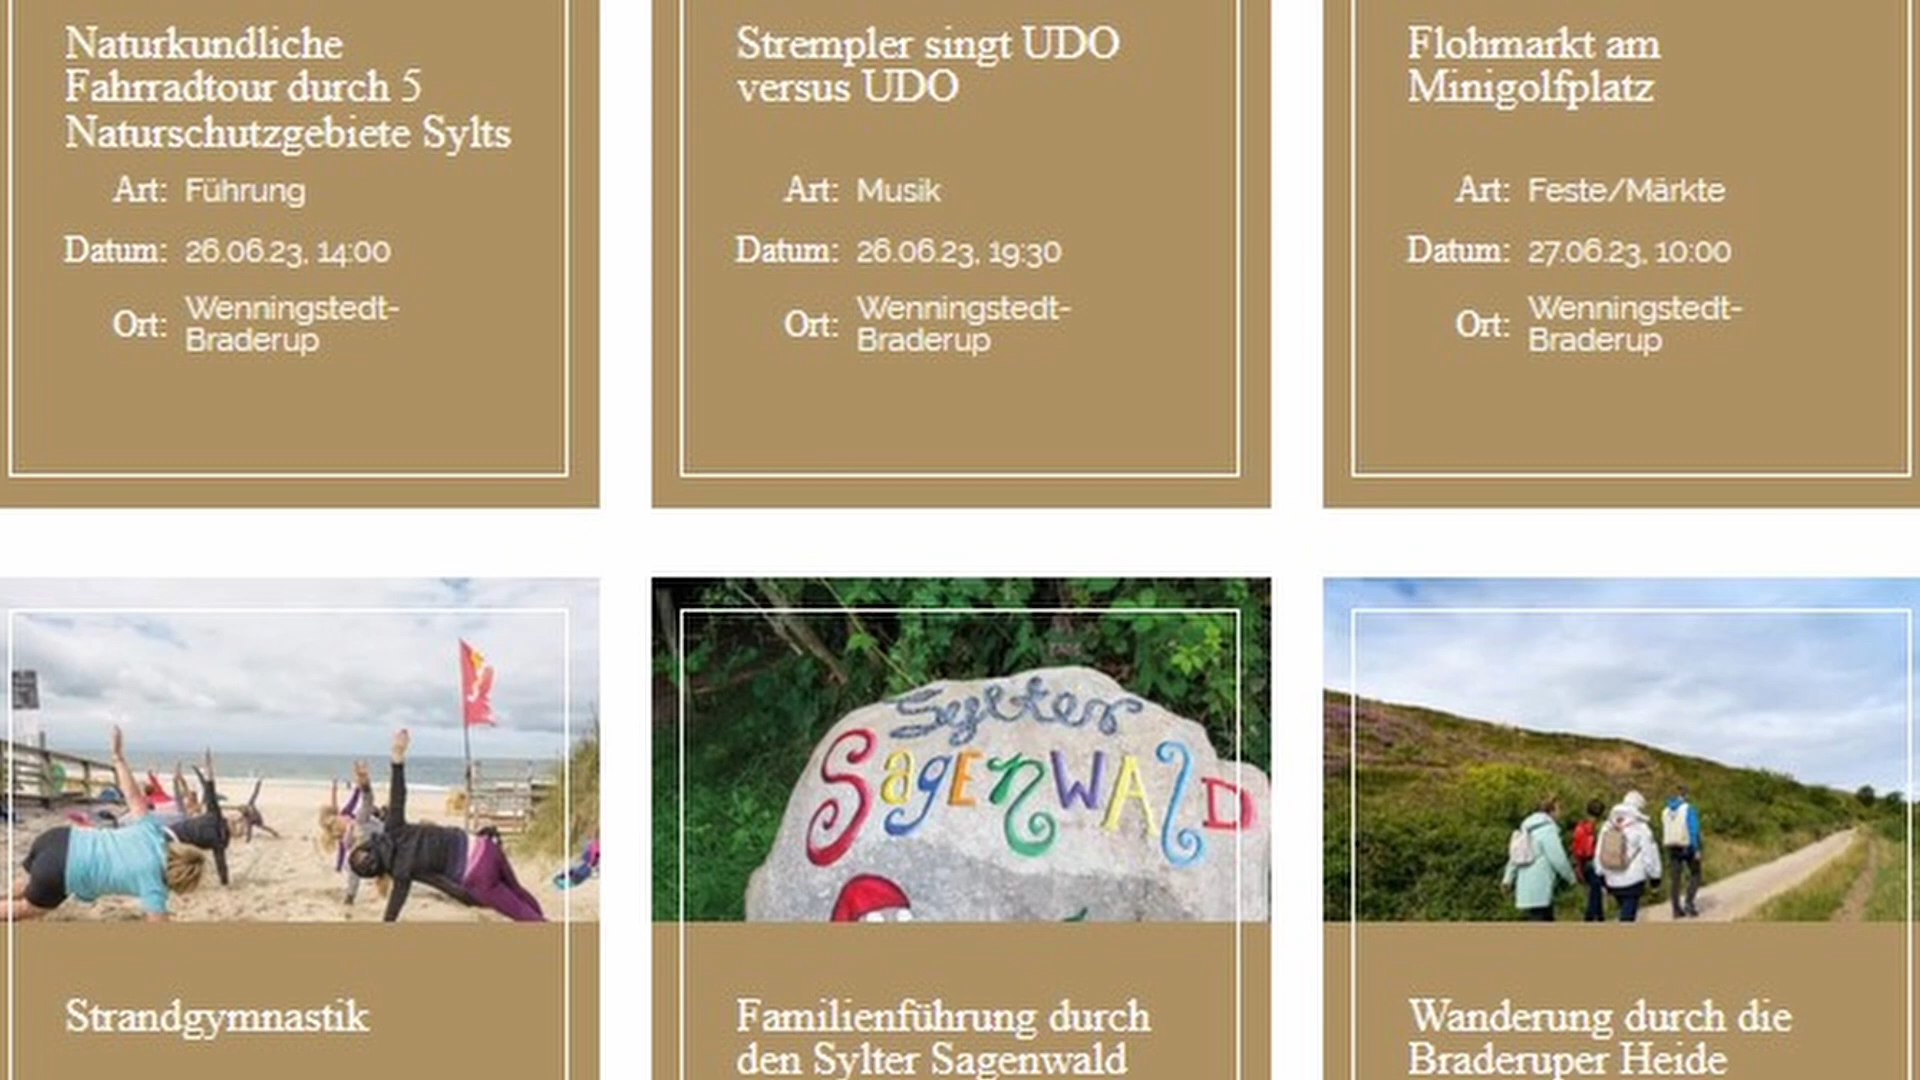 Naturkundliche
Fahrradtour durch 5
Naturschutzgebiete Sylts
Art: Führung
Datum: 26.06.23, 14:00
Ort: Wenningstedt-
Braderup
Strempler singt UDO
versus UDO
Art: Musik
Datum: 26.06.23, 19:30
Ort: Wenningstedt-
Braderup
Flohmarkt am
Minigolfplatz
Art: Feste/Märkte
Datum: 27.06.23, 10:00
Ort: Wenningstedt-
Braderup
Strandgymnastik
Sylter
SagENWAlD
Familienführung durch
den Sylter Sagenwald
Wanderung durch die
Braderuper Heide